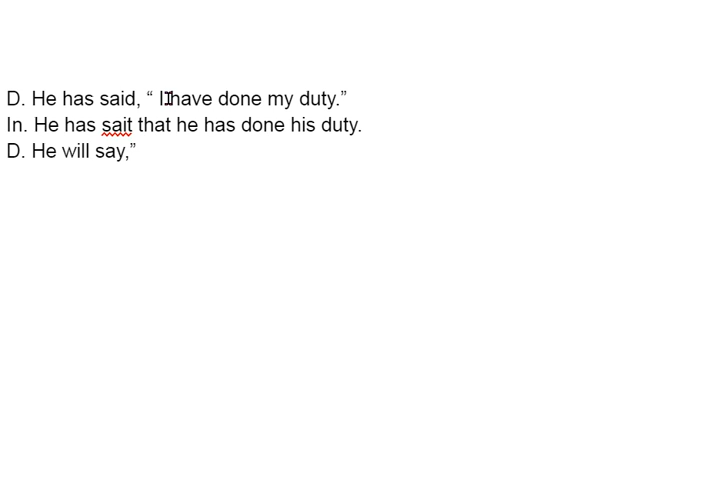 D. He has said, “ I have done my duty.”
In. He has sait that he has done his duty.
D. He will say,”